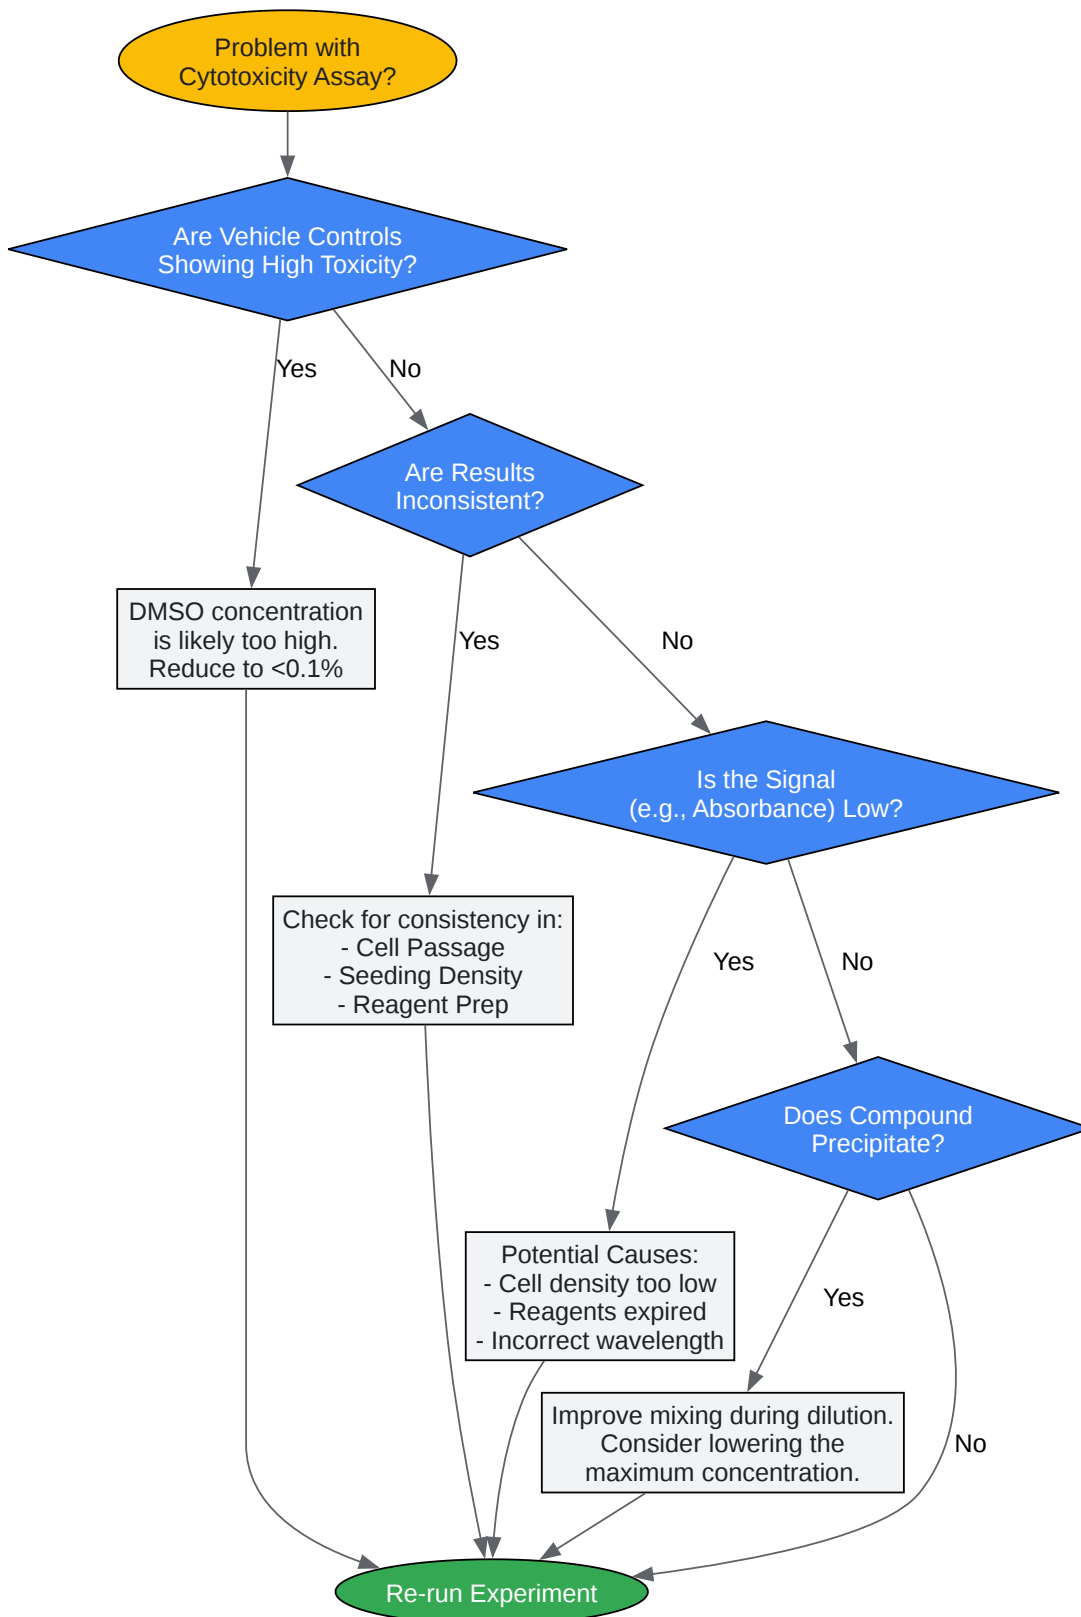 Problem with
Cytotoxicity Assay?
Are Vehicle Controls
Showing High Toxicity?
Yes
No
Are Results
Inconsistent?
DMSO concentration
is likely too high.
Reduce to <0.1%
Yes
No
Is the Signal
(e.g., Absorbance) Low?
Check for consistency in:
- Cell Passage
- Seeding Density
- Reagent Prep
Yes
No
Does Compound
Precipitate?
Potential Causes:
- Cell density too low
- Reagents expired
- Incorrect wavelength
Yes
Improve mixing during dilution.
Consider lowering the
maximum concentration.
No
Re-run Experiment